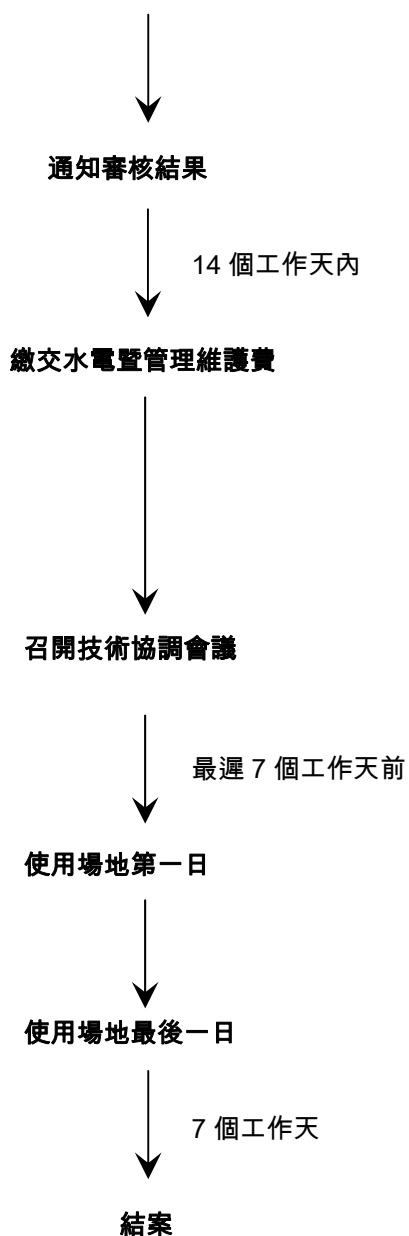 通知審核結果
14 個工作天內
繳交水電暨管理維護費
召開技術協調會議
最遲 7 個工作天前
使用場地第一日
使用場地最後一日
7 個工作天
結案